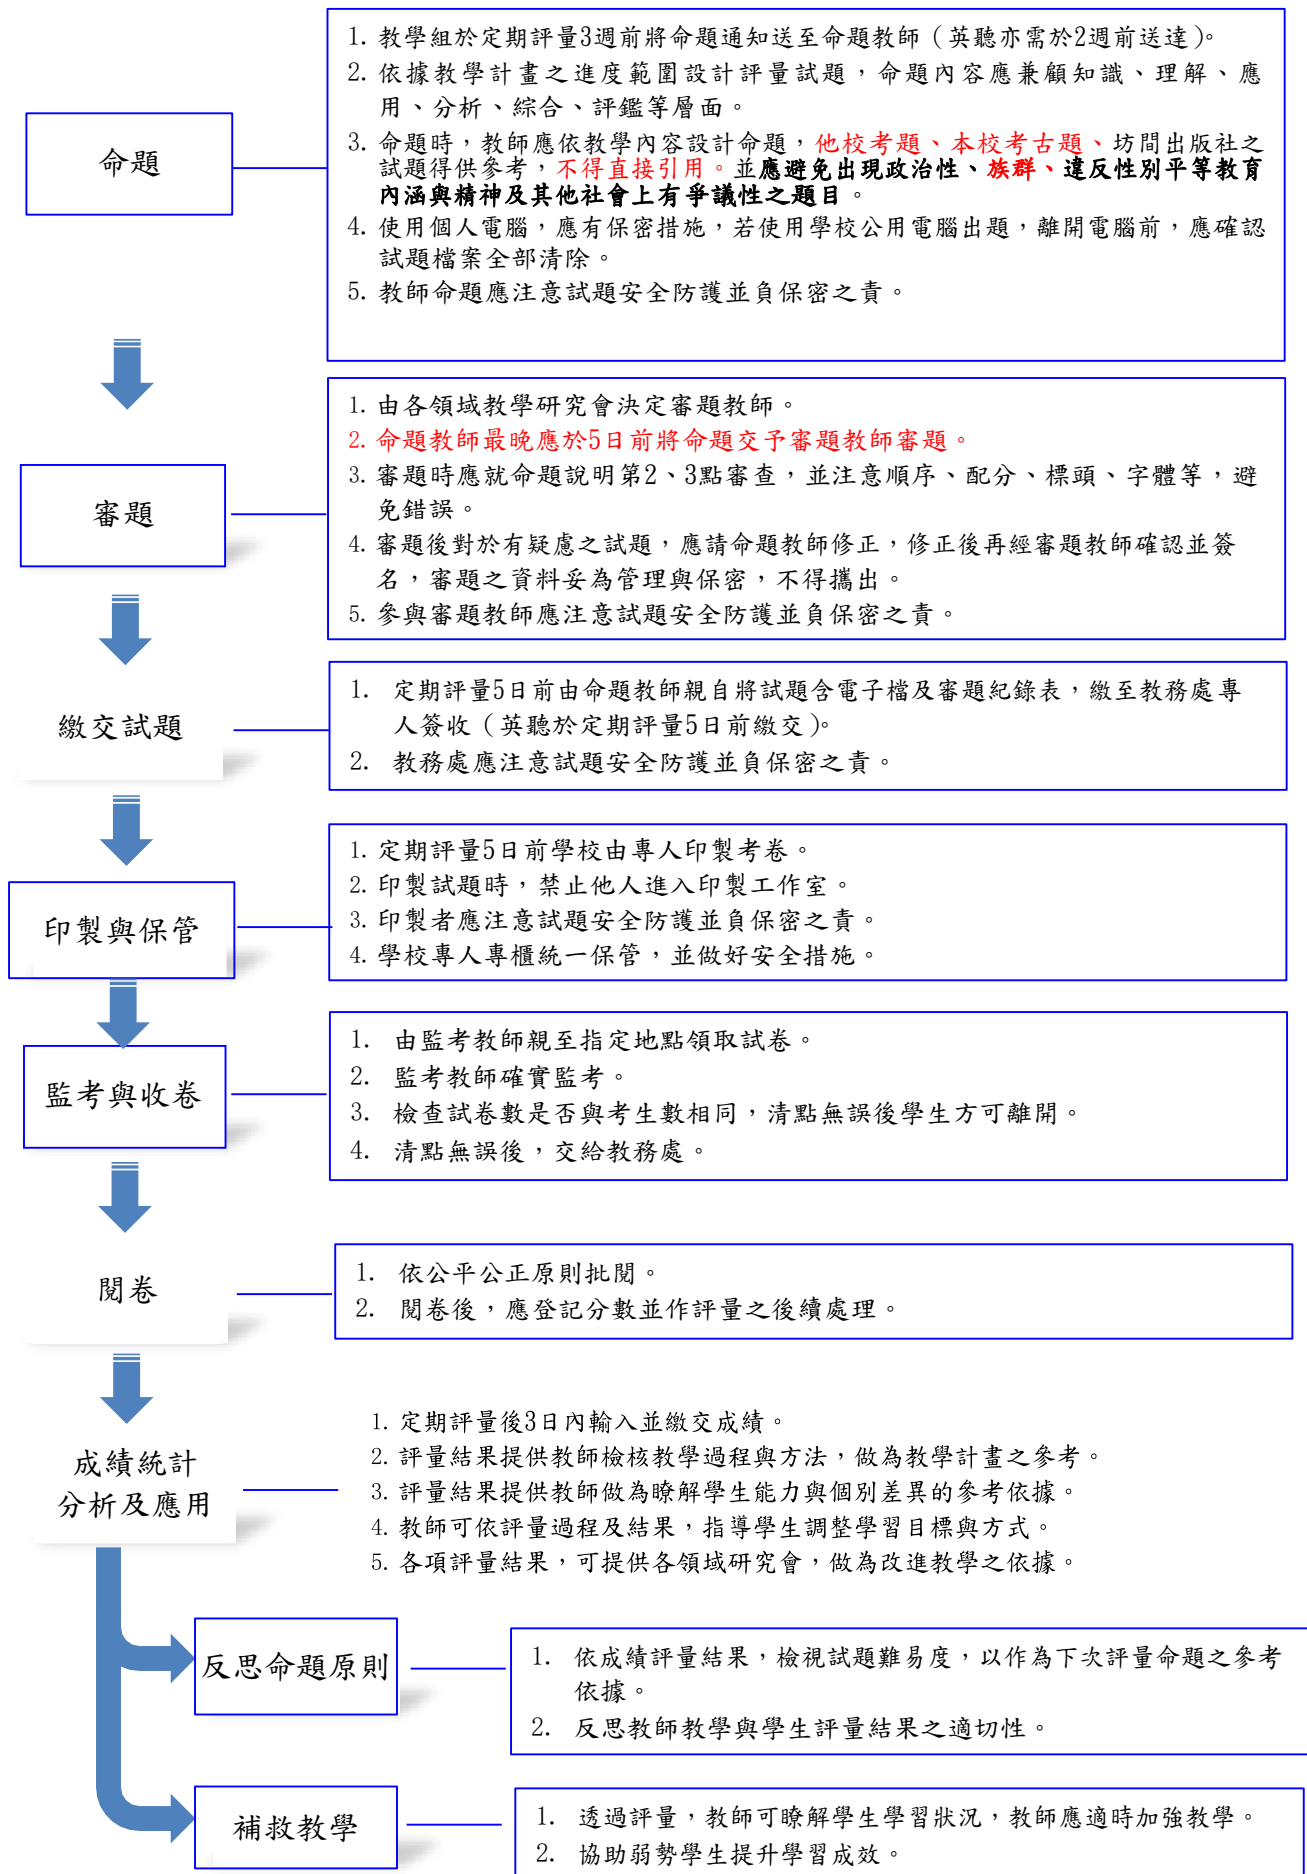 命題
1. 教學組於定期評量3週前將命題通知送至命題教師（英聽亦需於2週前送達）。
2. 依據教學計畫之進度範圍設計評量試題，命題內容應兼顧知識、理解、應
用、分析、綜合、評鑑等層面。
3. 命題時，教師應依教學內容設計命題，他校考題、本校考古題、坊間出版社之
試題得供參考，不得直接引用。並應避免出現政治性、族群、違反性別平等教育
內涵與精神及其他社會上有爭議性之題目。
4. 使用個人電腦，應有保密措施，若使用學校公用電腦出題，離開電腦前，應確認
試題檔案全部清除。
5. 教師命題應注意試題安全防護並負保密之責。
審題
1. 由各領域教學研究會決定審題教師。
2. 命題教師最晚應於5日前將命題交予審題教師審題。
3. 審題時應就命題說明第2、3點審查，並注意順序、配分、標頭、字體等，避
免錯誤。
4. 審題後對於有疑慮之試題，應請命題教師修正，修正後再經審題教師確認並簽
名，審題之資料妥為管理與保密，不得攜出。
5. 參與審題教師應注意試題安全防護並負保密之責。
繳交試題
1. 定期評量5日前由命題教師親自將試題含電子檔及審題紀錄表，繳至教務處專
人簽收（英聽於定期評量5日前繳交）。
2. 教務處應注意試題安全防護並負保密之責。
印製與保管
1. 定期評量5日前學校由專人印製考卷。
2. 印製試題時，禁止他人進入印製工作室。
3. 印製者應注意試題安全防護並負保密之責。
4. 學校專人專櫃統一保管，並做好安全措施。
監考與收卷
1. 由監考教師親至指定地點領取試卷。
2. 監考教師確實監考。
3. 檢查試卷數是否與考生數相同，清點無誤後學生方可離開。
4. 清點無誤後，交給教務處。
閱卷
1. 依公平公正原則批閱。
2. 閱卷後，應登記分數並作評量之後續處理。
成績統計
分析及應用
1. 定期評量後3日內輸入並繳交成績。
2. 評量結果提供教師檢核教學過程與方法，做為教學計畫之參考。
3. 評量結果提供教師做為瞭解學生能力與個別差異的參考依據。
4. 教師可依評量過程及結果，指導學生調整學習目標與方式。
5. 各項評量結果，可提供各領域研究會，做為改進教學之依據。
反思命題原則
1. 依成績評量結果，檢視試題難易度，以作為下次評量命題之參考
依據。
2. 反思教師教學與學生評量結果之適切性。
補救教學
1. 透過評量，教師可瞭解學生學習狀況，教師應適時加強教學。
2. 協助弱勢學生提升學習成效。